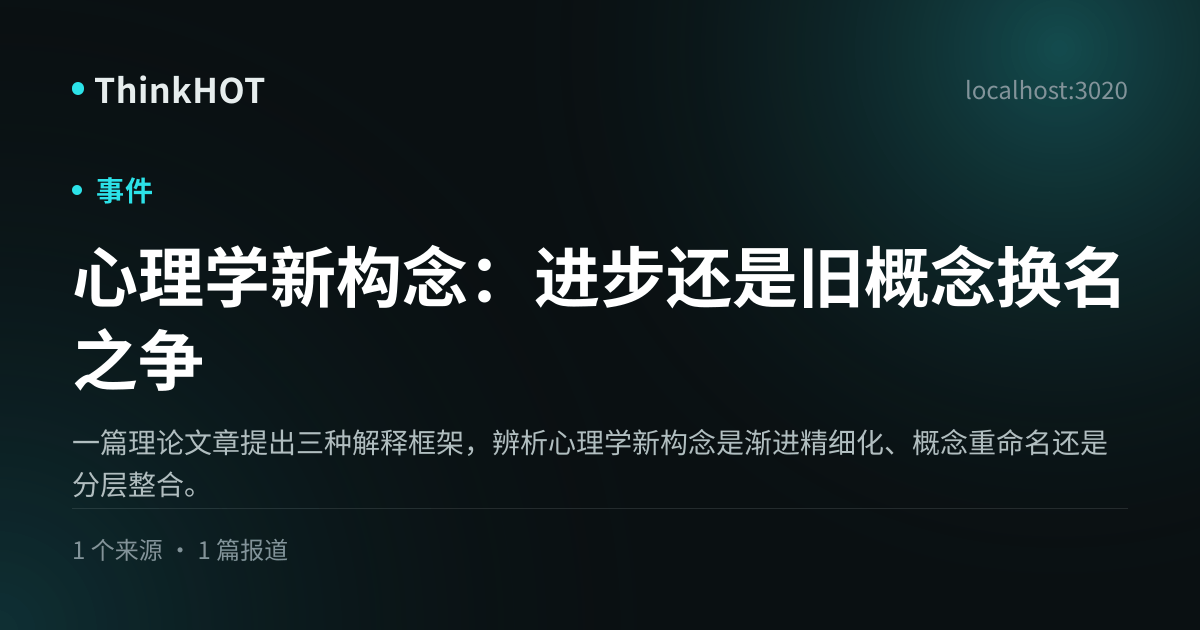 ThinkHOT
localhost:3020
事件
心理学新构念：进步还是旧概念换名
之争
一篇理论文章提出三种解释框架，辨析心理学新构念是渐进精细化、概念重命名还是
分层整合。
1 个来源 · 1 篇报道